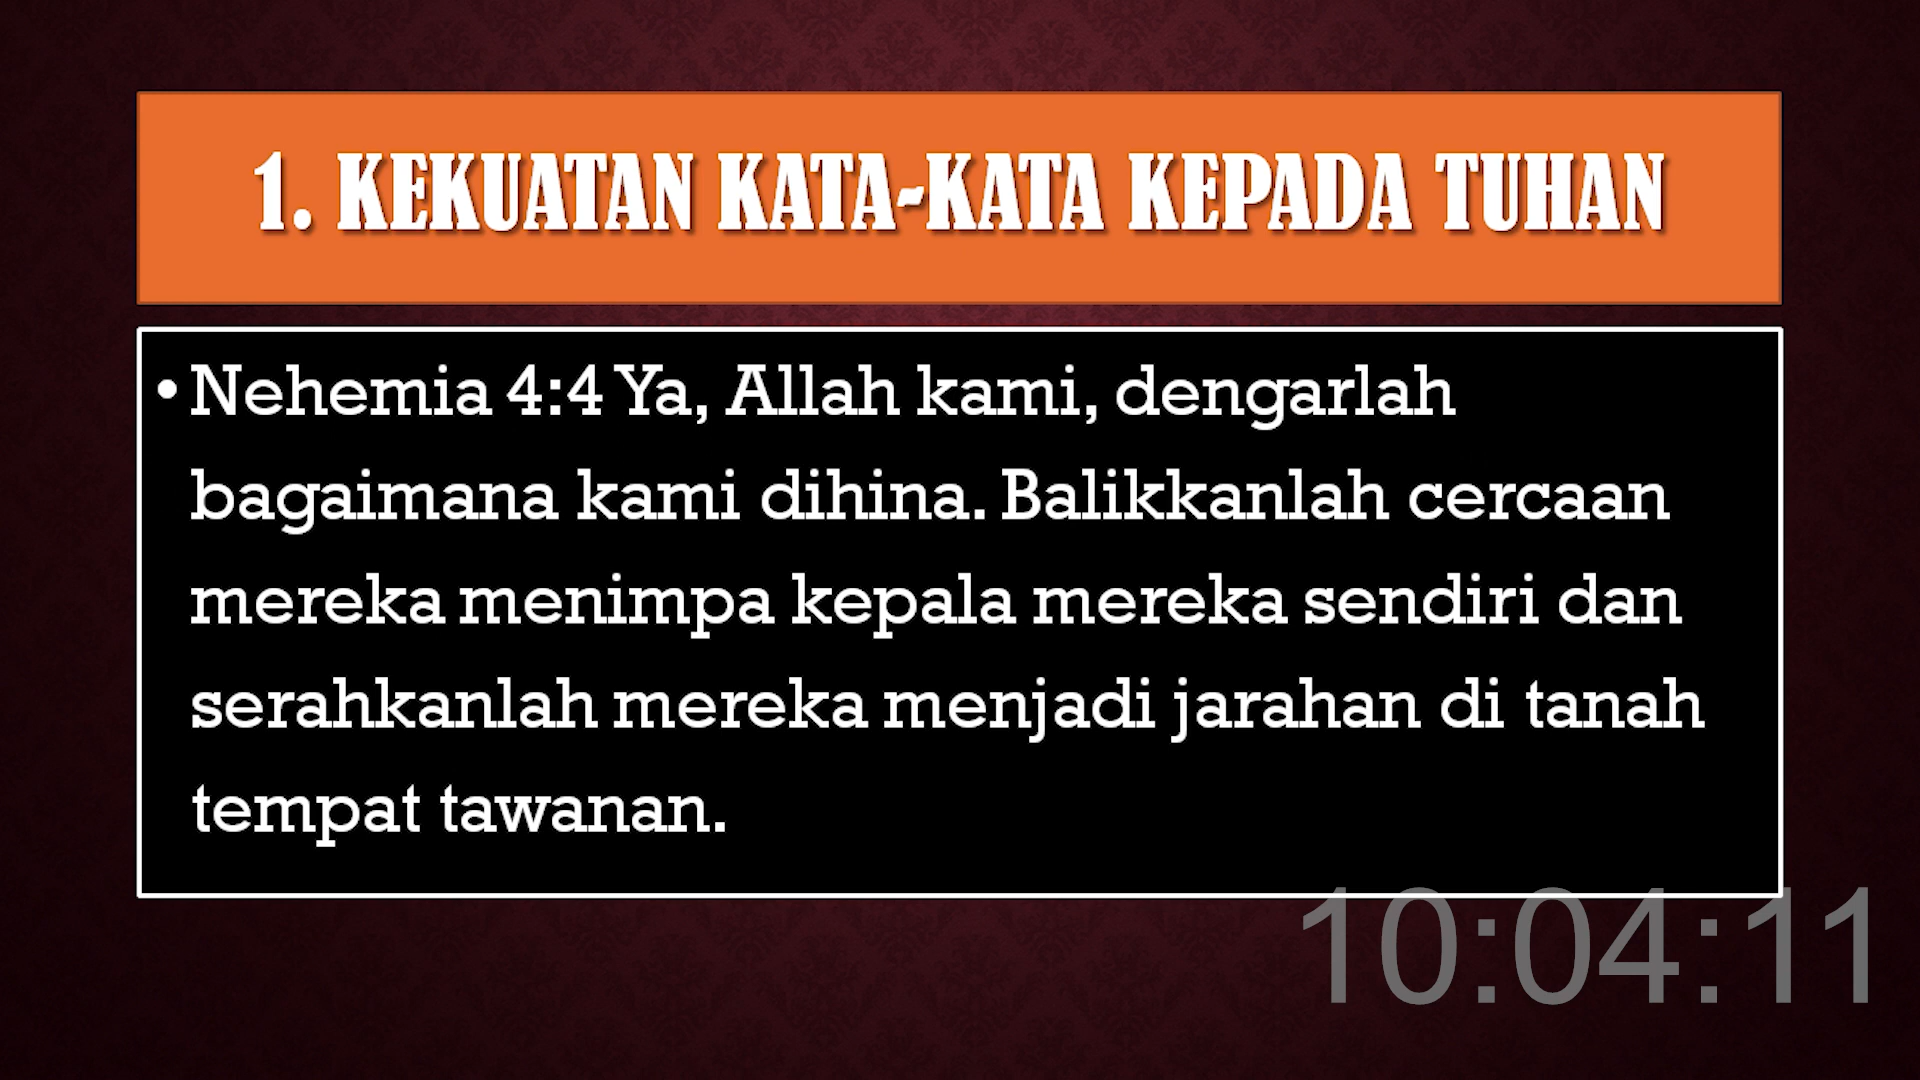 1. KEKUATAN KATA-KATA KEPADA TUHAN
• Nehemia 4:4 Ya, Allah kami, dengarlah
bagaimana kami dihina. Balikkanlah cercaan
mereka menimpa kepala mereka sendiri dan
serahkanlah mereka menjadi jarahan di tanah
tempat tawanan.
10:04:11